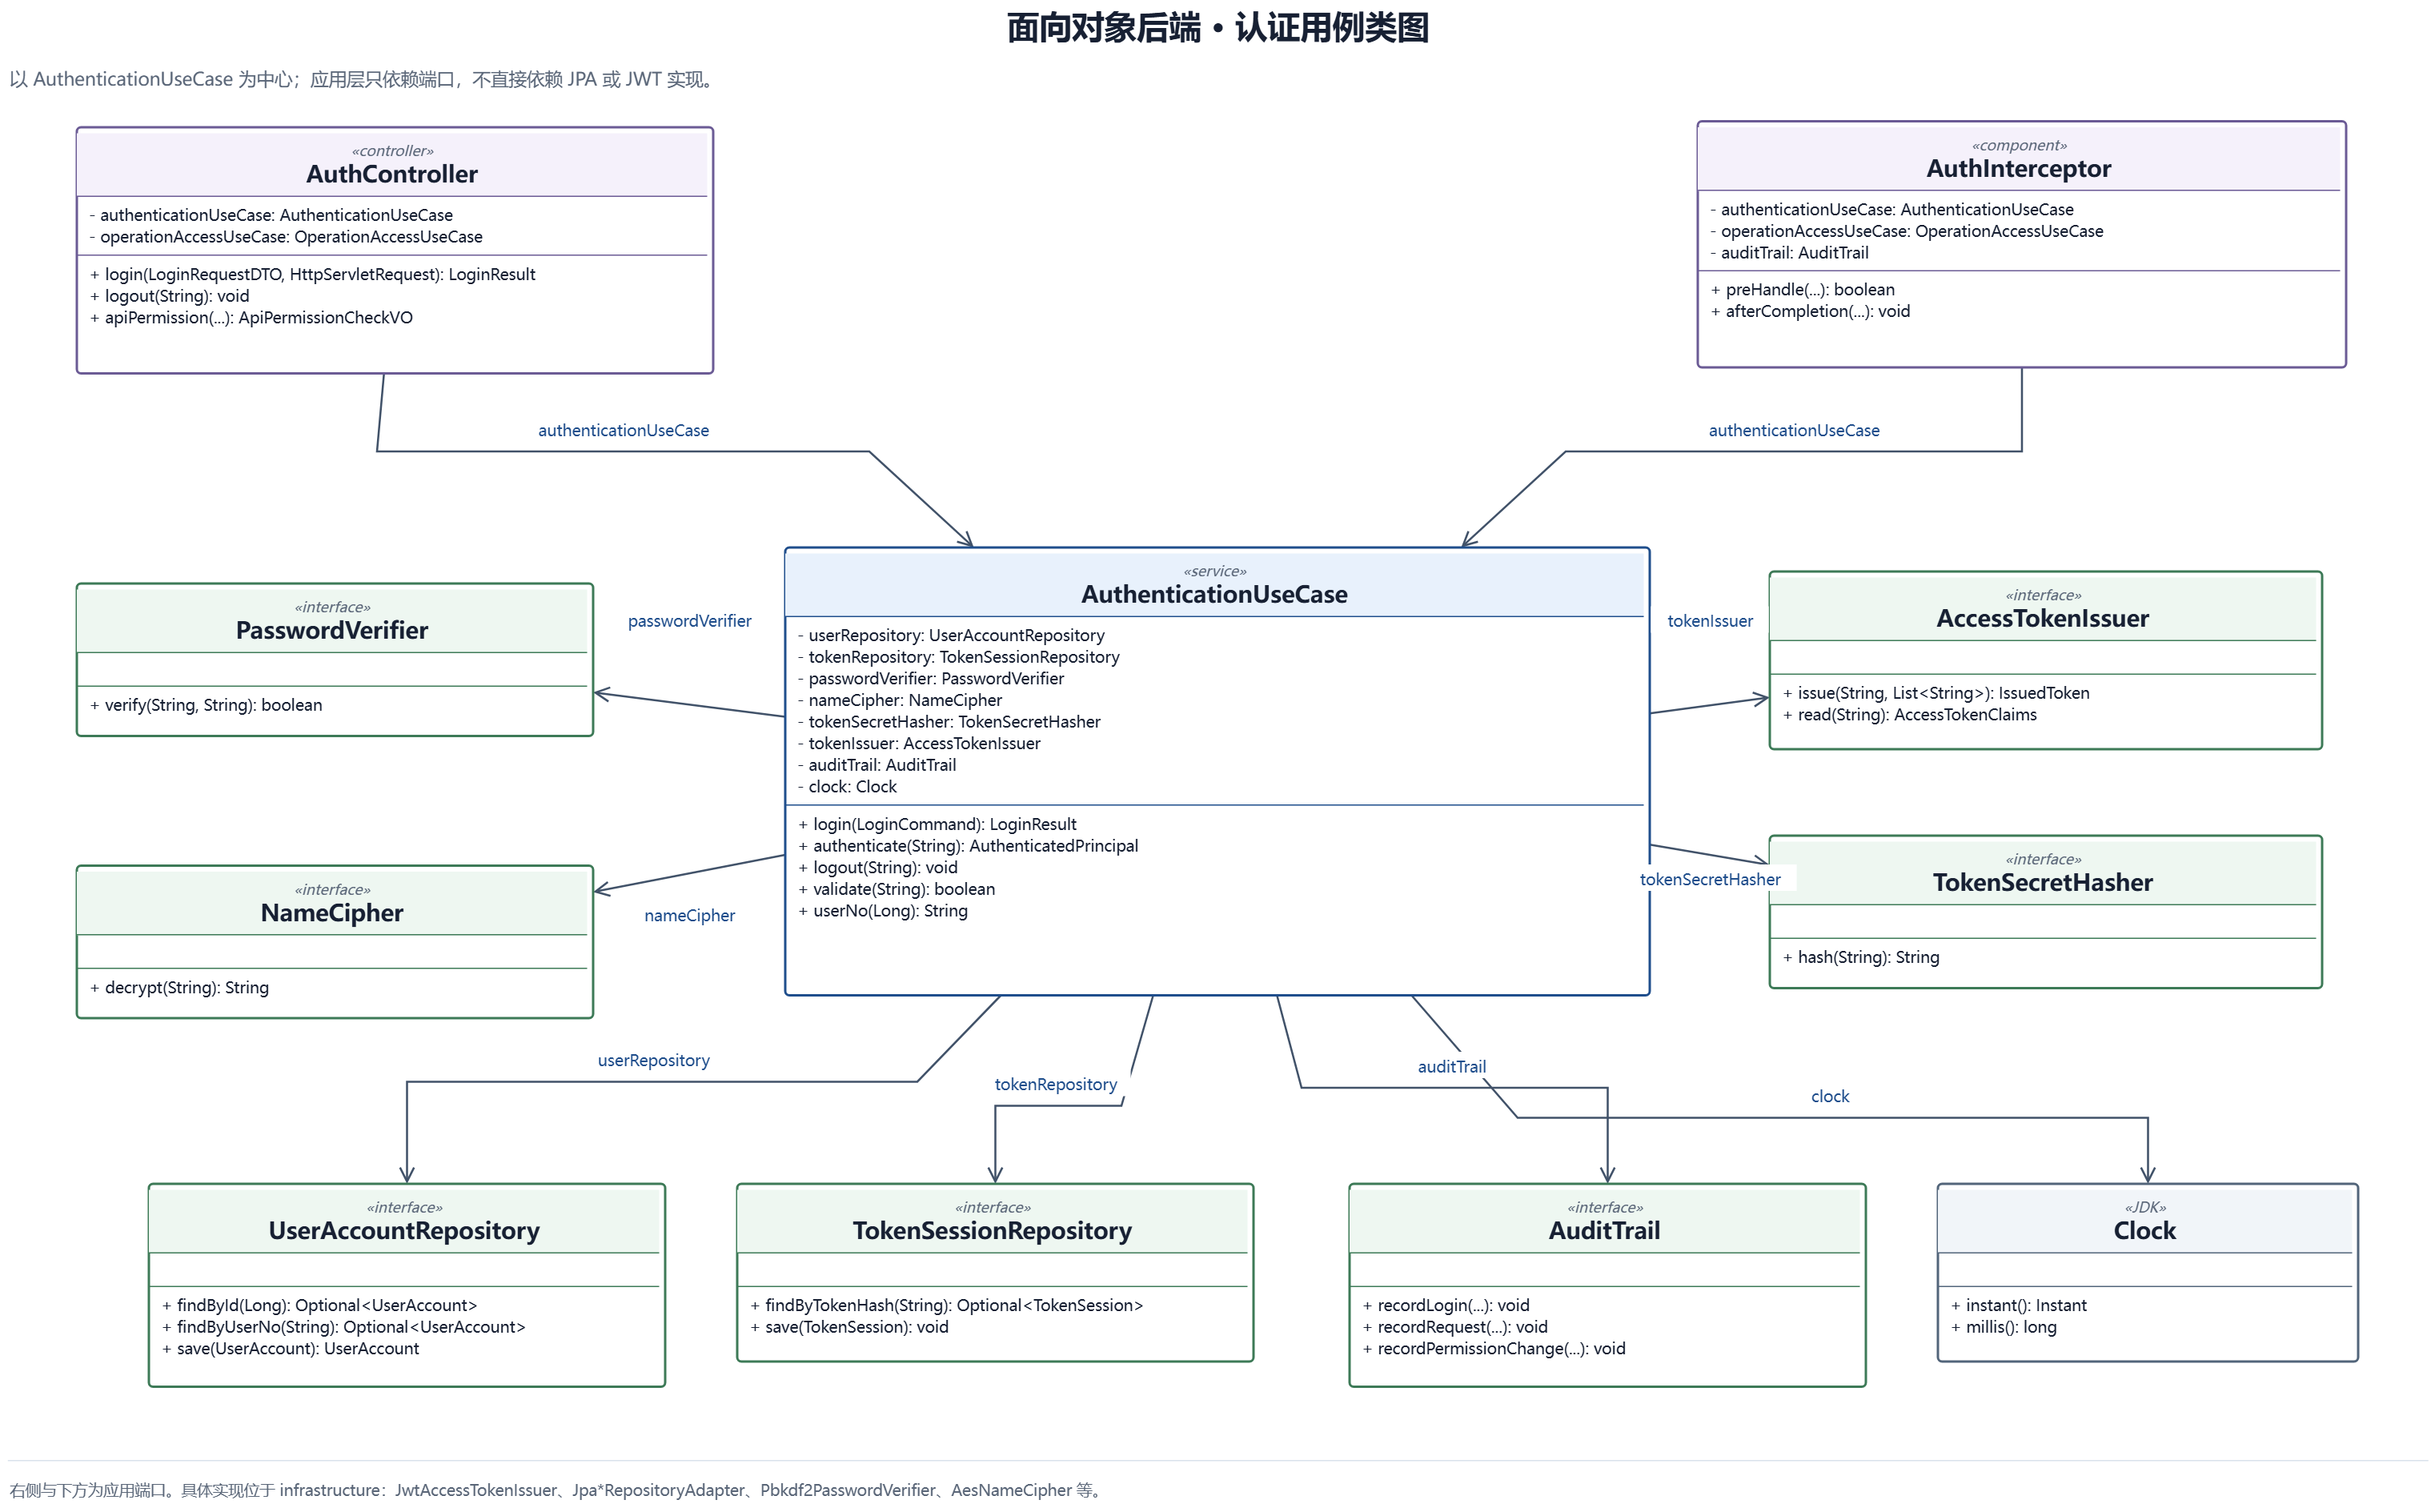 面向对象后端 · 认证用例类图
以 AuthenticationUseCase 为中心；应用层只依赖端口，不直接依赖 JPA 或 JWT 实现。
«controller»
AuthController
- authenticationUseCase: AuthenticationUseCase
- operationAccessUseCase: OperationAccessUseCase
+ login(LoginRequestDTO, HttpServletRequest): LoginResult
+ logout(String): void
+ apiPermission(...): ApiPermissionCheckVO
«component»
AuthInterceptor
- authenticationUseCase: AuthenticationUseCase
- operationAccessUseCase: OperationAccessUseCase
- auditTrail: AuditTrail
+ preHandle(...): boolean
+ afterCompletion(...): void
authenticationUseCase
authenticationUseCase
«interface»
PasswordVerifier
+ verify(String, String): boolean
passwordVerifier
«service»
AuthenticationUseCase
- userRepository: UserAccountRepository
- tokenRepository: TokenSessionRepository
- passwordVerifier: PasswordVerifier
- nameCipher: NameCipher
- tokenSecretHasher: TokenSecretHasher
- tokenIssuer: AccessTokenIssuer
- auditTrail: AuditTrail
- clock: Clock
+ login(LoginCommand): LoginResult
+ authenticate(String): AuthenticatedPrincipal
+ logout(String): void
+ validate(String): boolean
+ userNo(Long): String
tokenIssuer
«interface»
AccessTokenIssuer
+ issue(String, List<String>): IssuedToken
+ read(String): AccessTokenClaims
«interface»
NameCipher
+ decrypt(String): String
nameCipher
tokenSecretHasher
«interface»
TokenSecretHasher
+ hash(String): String
userRepository
tokenRepository
auditTrail
clock
«interface»
UserAccountRepository
+ findById(Long): Optional<UserAccount>
+ findByUserNo(String): Optional<UserAccount>
+ save(UserAccount): UserAccount
«interface»
TokenSessionRepository
+ findByTokenHash(String): Optional<TokenSession>
+ save(TokenSession): void
«interface»
AuditTrail
+ recordLogin(...): void
+ recordRequest(...): void
+ recordPermissionChange(...): void
«JDK»
Clock
+ instant(): Instant
+ millis(): long
右侧与下方为应用端口。具体实现位于 infrastructure：JwtAccessTokenIssuer、Jpa*RepositoryAdapter、Pbkdf2PasswordVerifier、AesNameCipher 等。